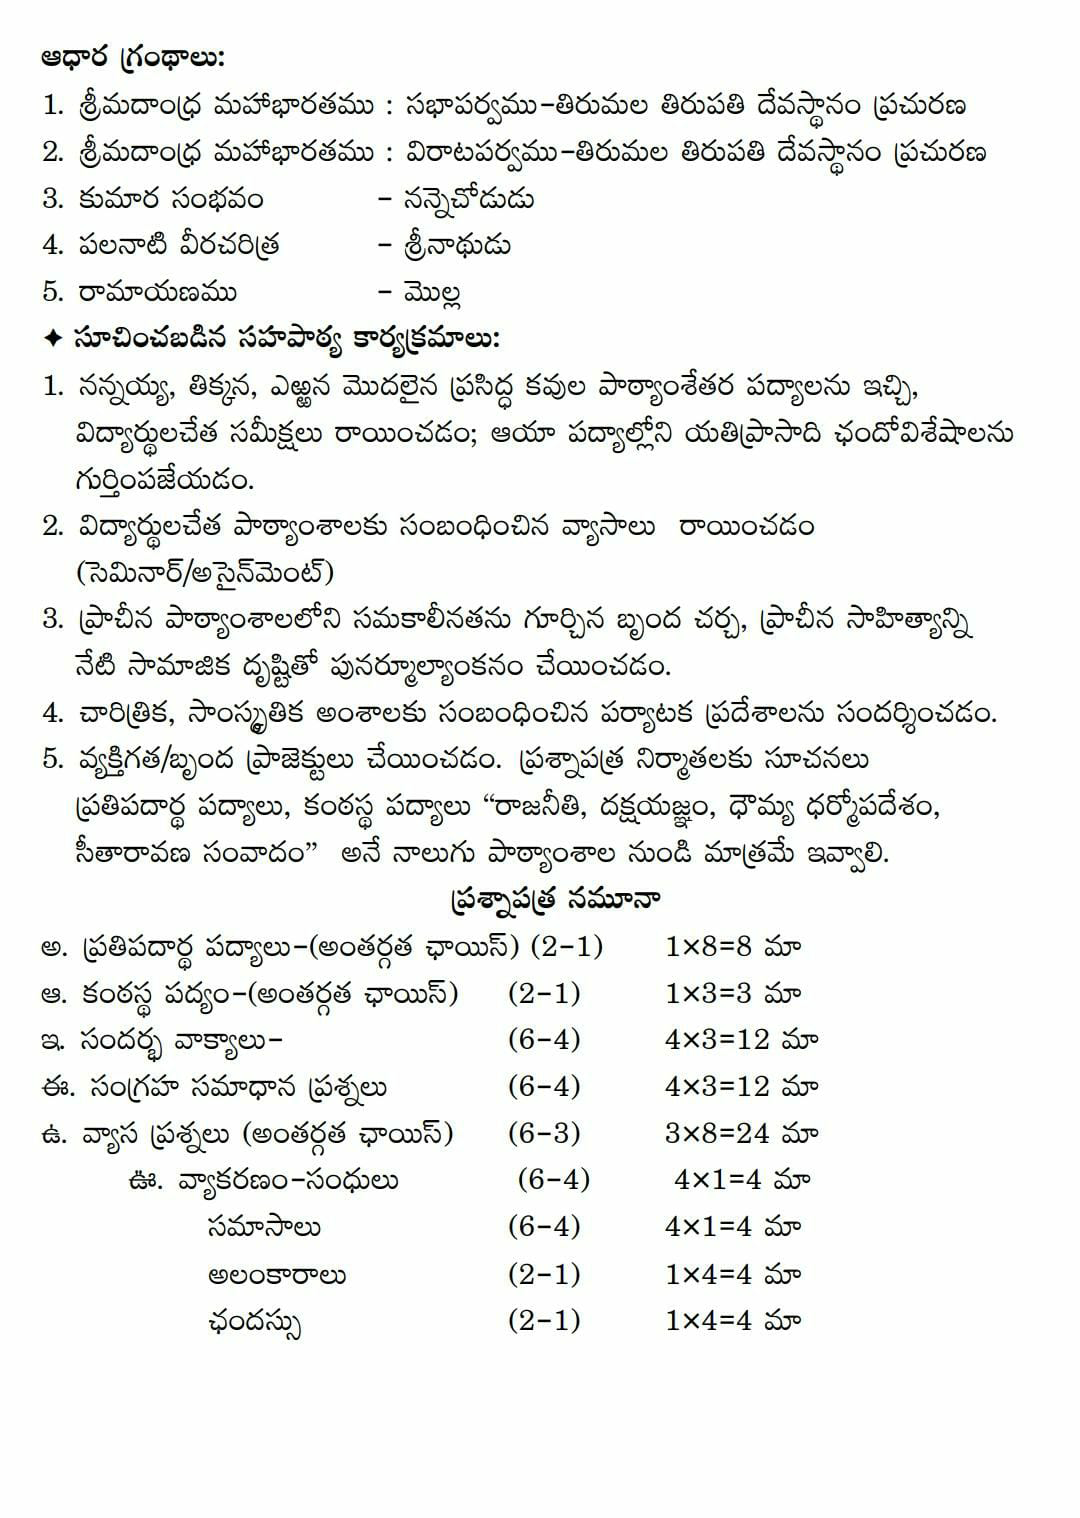 ఆధార గ్రంథాలు:
1. శ్రీమదాంధ్ర మహాభారతము : సభాపర్వము-తిరుమల తిరుపతి దేవస్థానం ప్రచురణ
2. శ్రీమదాంధ్ర మహాభారతము : విరాటపర్వము-తిరుమల తిరుపతి దేవస్థానం ప్రచురణ
3. కుమార సంభవం - నన్నెచోడుడు
4. పలనాటి వీరచరిత్ర - శ్రీనాథుడు
5. రామాయణము - మొల్ల
✦ సూచించబడిన సహపాఠ్య కార్యక్రమాలు:
1. నన్నయ్య, తిక్కన, ఎఱ్ఱన మొదలైన ప్రసిద్ధ కవుల పాఠ్యాంశేతర పద్యాలను ఇచ్చి,
విద్యార్థులచేత సమీక్షలు రాయించడం; ఆయా పద్యాల్లోని యతిప్రాసాది ఛందోవిశేషాలను
గుర్తింపజేయడం.
2. విద్యార్థులచేత పాఠ్యాంశాలకు సంబంధించిన వ్యాసాలు రాయించడం
(సెమినార్/అసైన్‌మెంట్)
3. ప్రాచీన పాఠ్యాంశాలలోని సమకాలీనతను గూర్చిన బృంద చర్చ, ప్రాచీన సాహిత్యాన్ని
నేటి సామాజిక దృష్టితో పునర్మూల్యాంకనం చేయించడం.
4. చారిత్రిక, సాంస్కృతిక అంశాలకు సంబంధించిన పర్యాటక ప్రదేశాలను సందర్శించడం.
5. వ్యక్తిగత/బృంద ప్రాజెక్టులు చేయించడం. ప్రశ్నాపత్ర నిర్మాతలకు సూచనలు
ప్రతిపదార్థ పద్యాలు, కంఠస్థ పద్యాలు “రాజనీతి, దక్షయజ్ఞం, ధౌమ్య ధర్మోపదేశం,
సీతారావణ సంవాదం” అనే నాలుగు పాఠ్యాంశాల నుండి మాత్రమే ఇవ్వాలి.
ప్రశ్నాపత్ర నమూనా
అ. ప్రతిపదార్థ పద్యాలు-(అంతర్గత ఛాయిస్) (2-1) 1×8=8 మా
ఆ. కంఠస్థ పద్యం-(అంతర్గత ఛాయిస్) (2-1) 1×3=3 మా
ఇ. సందర్భ వాక్యాలు- (6-4) 4×3=12 మా
ఈ. సంగ్రహ సమాధాన ప్రశ్నలు (6-4) 4×3=12 మా
ఉ. వ్యాస ప్రశ్నలు (అంతర్గత ఛాయిస్) (6-3) 3×8=24 మా
ఊ. వ్యాకరణం-సంధులు (6-4) 4×1=4 మా
సమాసాలు (6-4) 4×1=4 మా
అలంకారాలు (2-1) 1×4=4 మా
ఛందస్సు (2-1) 1×4=4 మా